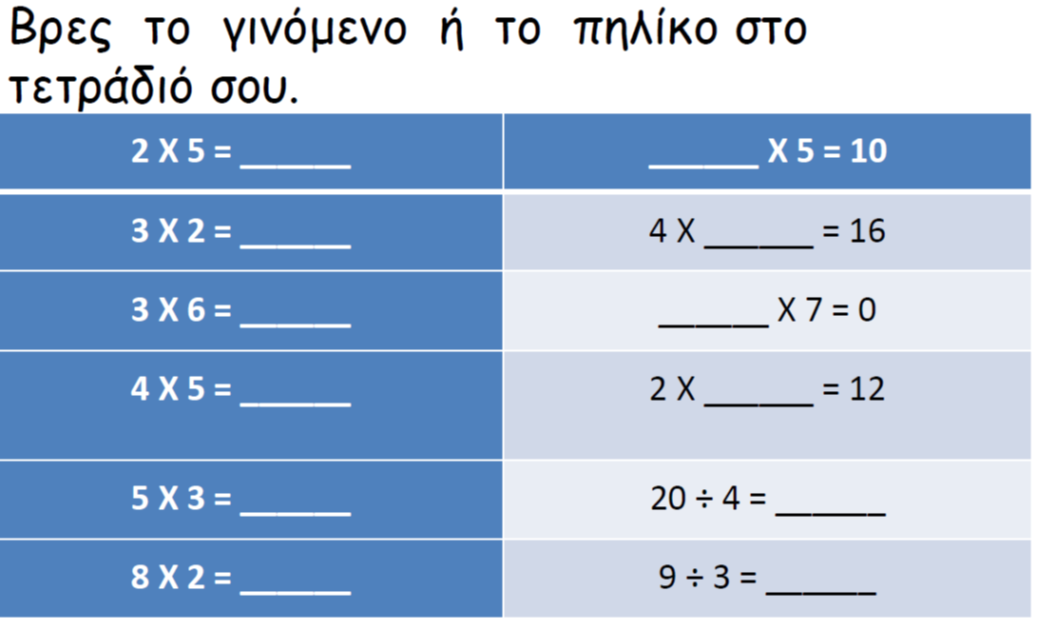 Βρες το γινόμενο ή το πηλίκο στο
τετράδιό σου.
2 X 5 = ______ ______ X 5 = 10
3 X 2 = ______ 4 X ______ = 16
3 X 6 = ______ ______ X 7 = 0
4 X 5 = ______ 2 X ______ = 12
5 X 3 = ______ 20 ÷ 4 = ______
8 X 2 = ______ 9 ÷ 3 = ______